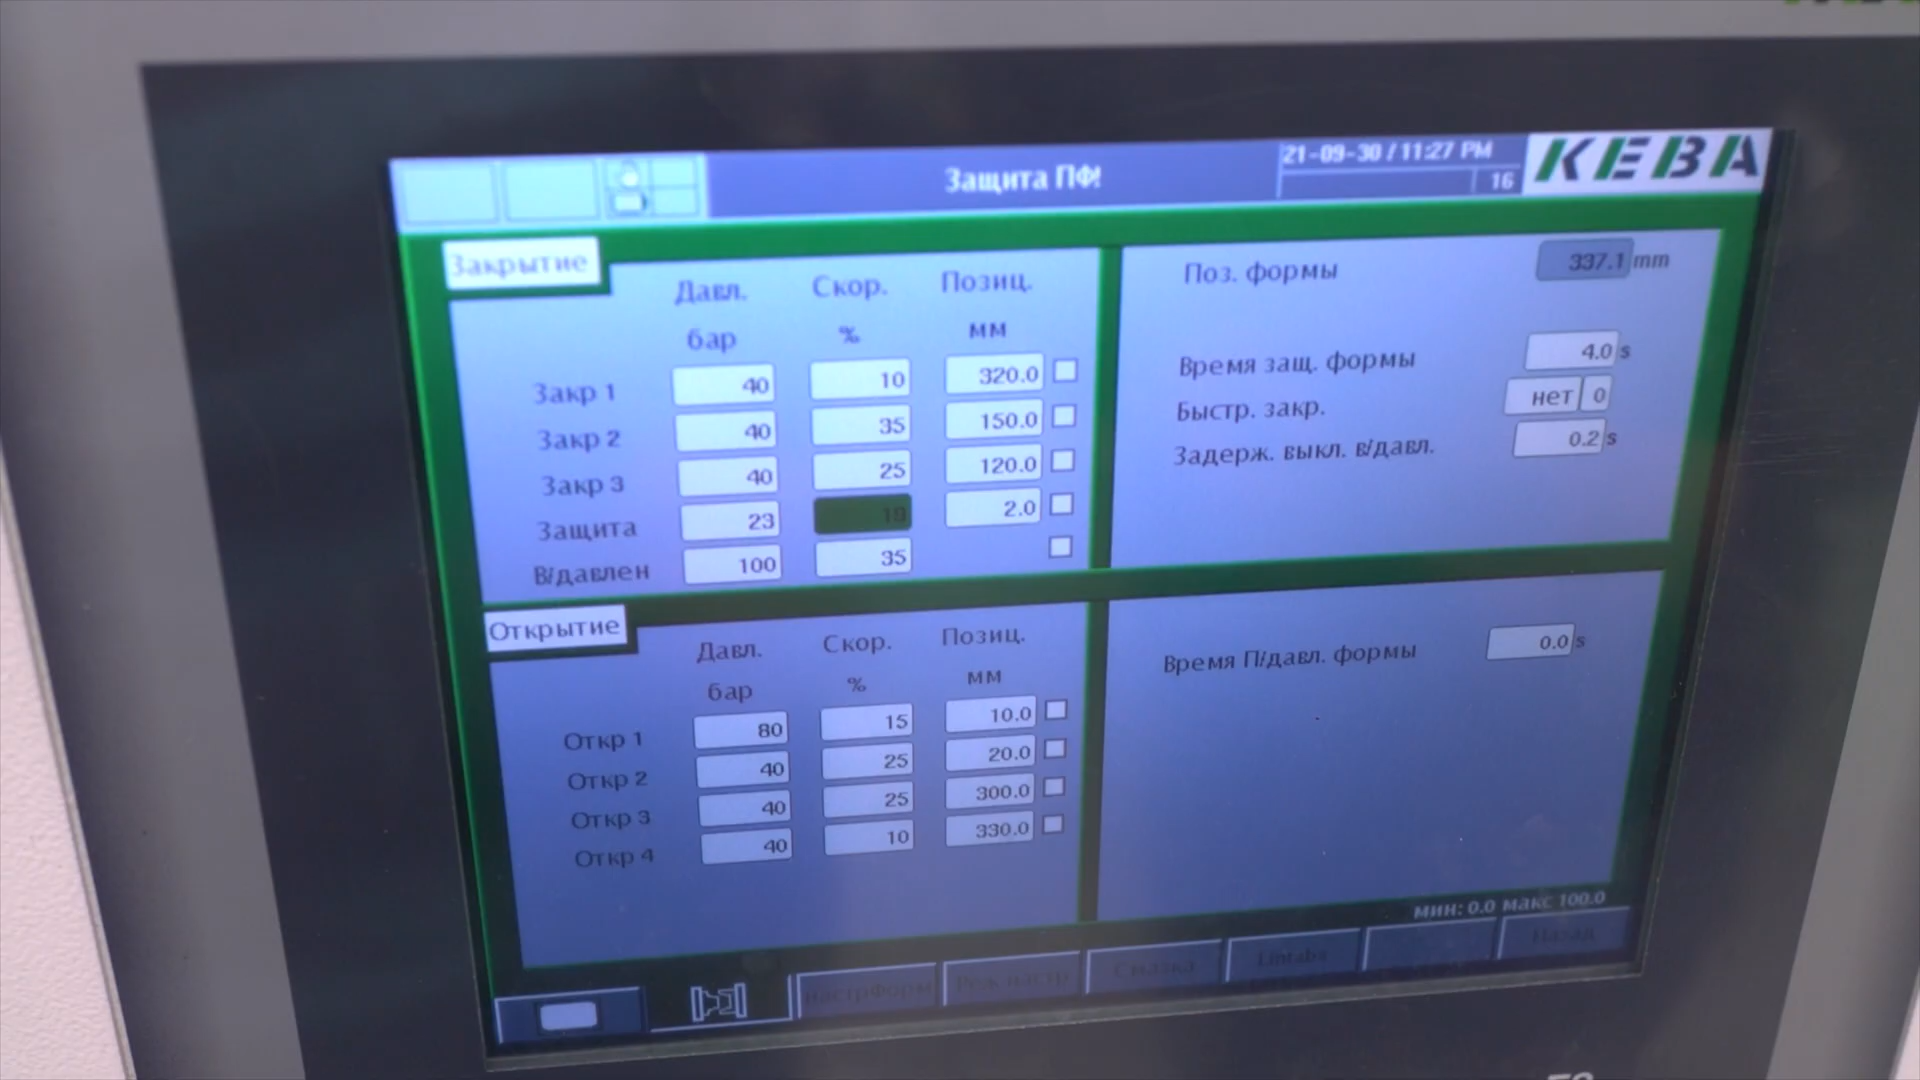 Защита ПФ!
21-09-30 / 11:27 PM
16
KEBA
Закрытие
Давл. Скор. Позиц.
бар % мм
Закр 1 40 10 320.0
Закр 2 40 35 150.0
Закр 3 40 25 120.0
Защита 23 2.0
В/давлен 100 35
Поз. формы 337.1 mm
Время защ. формы 4.0 s
Быстр. закр. нет 0
Задерж. выкл. в/давл. 0.2 s
Открытие
Давл. Скор. Позиц.
бар % мм
Откр 1 80 15 10.0
Откр 2 40 25 20.0
Откр 3 40 25 300.0
Откр 4 40 10 330.0
Время П/давл. формы 0.0 s
мин: 0.0 макс 100.0
настрФорм Реж настр Смазка Назад